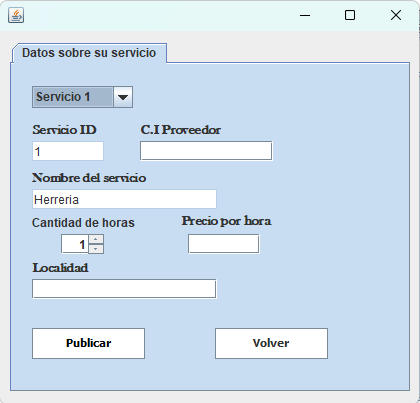 Datos sobre su servicio
Servicio 1
Servicio ID C.I Proveedor
1
Nombre del servicio
Herreria
Cantidad de horas Precio por hora
1
Localidad
Publicar Volver